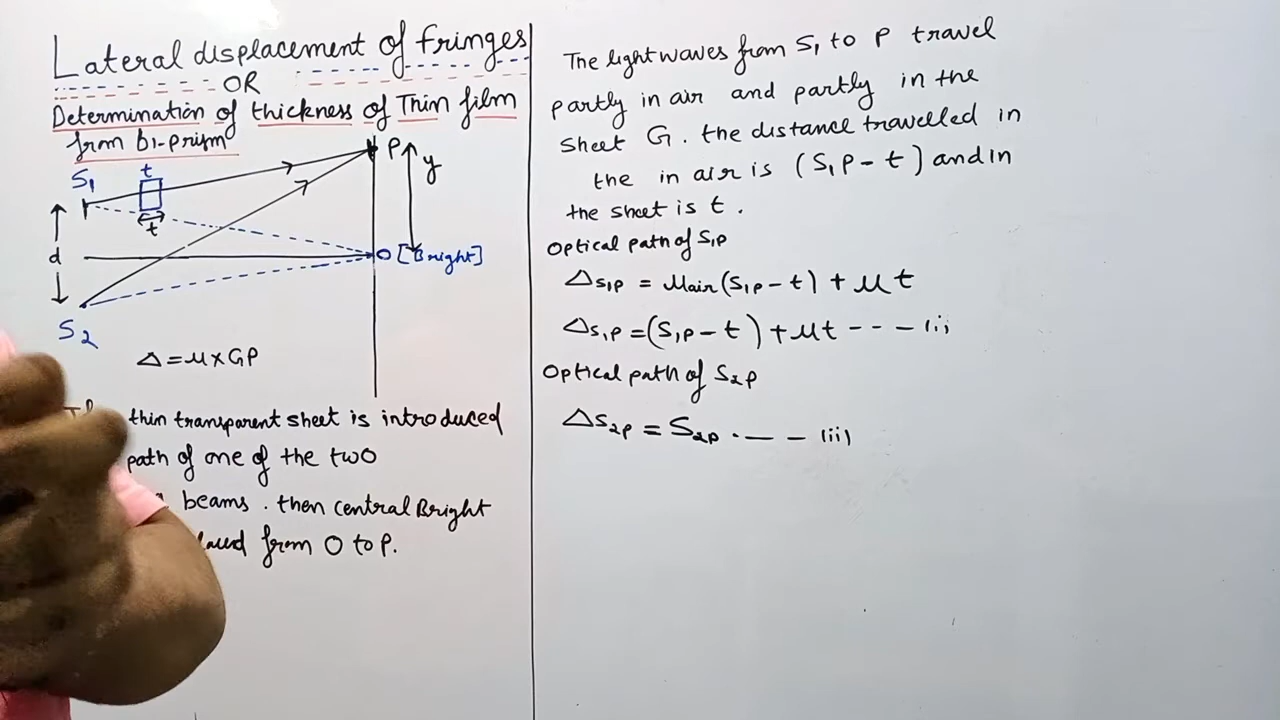 Lateral displacement of fringes
OR
Determination of thickness of Thin film
from bi-prism
S1
t
P
y
t
d
O [Bright]
S2
Δ = μ × GP
thin transparent sheet is introduced
path of one of the two
beams. then central Bright
from O to P.
The light waves from S1 to P travel
partly in air and partly in the
sheet G. the distance travelled in
the in air is (S1P - t) and in
the sheet is t.
Optical path of S1P
ΔS1P = μair (S1P - t) + μt
ΔS1P = (S1P - t) + μt --- (i)
Optical path of S2P
ΔS2P = S2P . - - (ii)